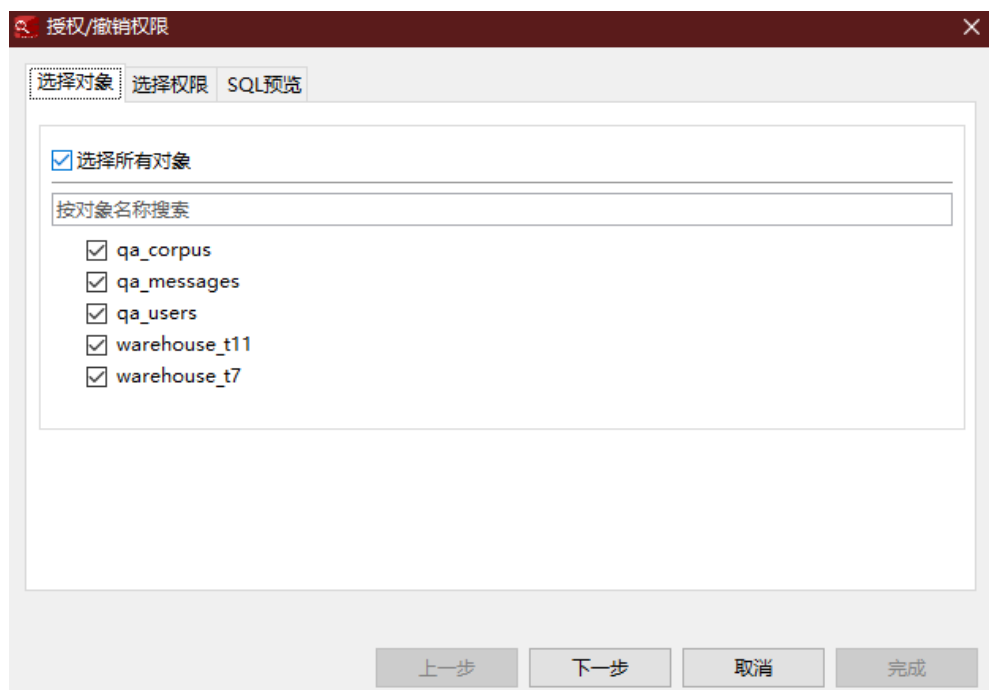 授权/撤销权限
选择对象 选择权限 SQL预览
选择所有对象
按对象名称搜索
qa_corpus
qa_messages
qa_users
warehouse_t11
warehouse_t7
上一步 下一步 取消 完成